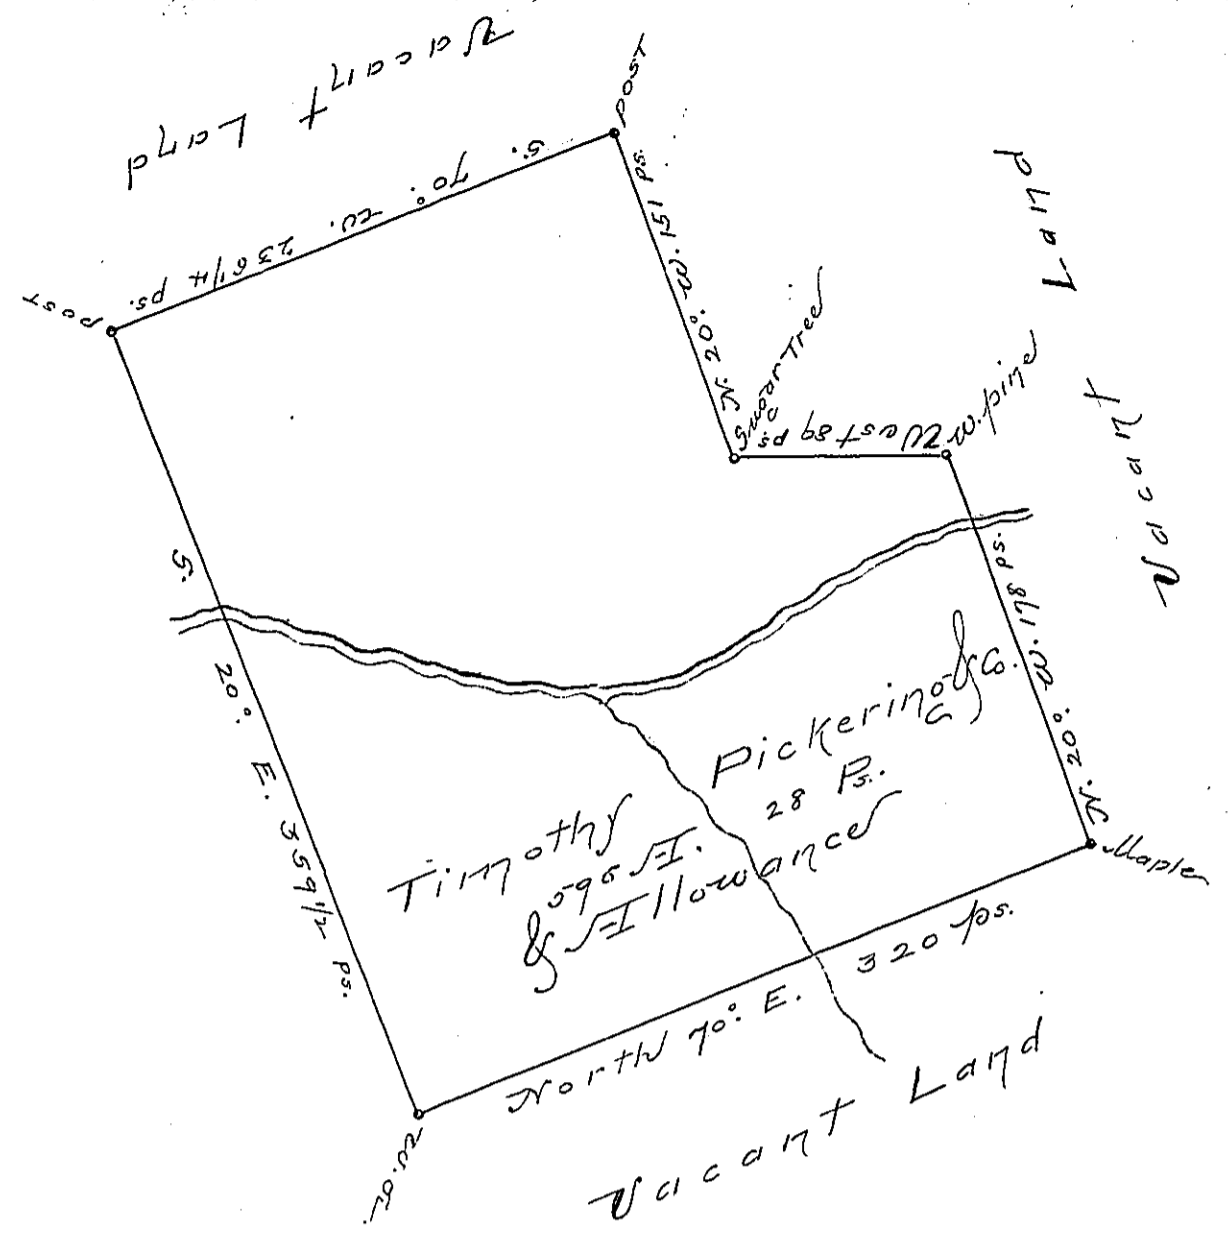 Vacant Land
Post
S. 70°. W. 236 1/4 ps.
Post
N. 20°. W. 151 ps.
Sugar Tree
West 89 ps
W. pine
Vacant Land
N. 20°. W. 178 ps.
Maple
S. 20°. E. 359 1/2 ps.
Timothy Pickering & Co.
595 A. 28 Ps.
& Allowance
North 70°. E. 320 ps.
Vacant Land